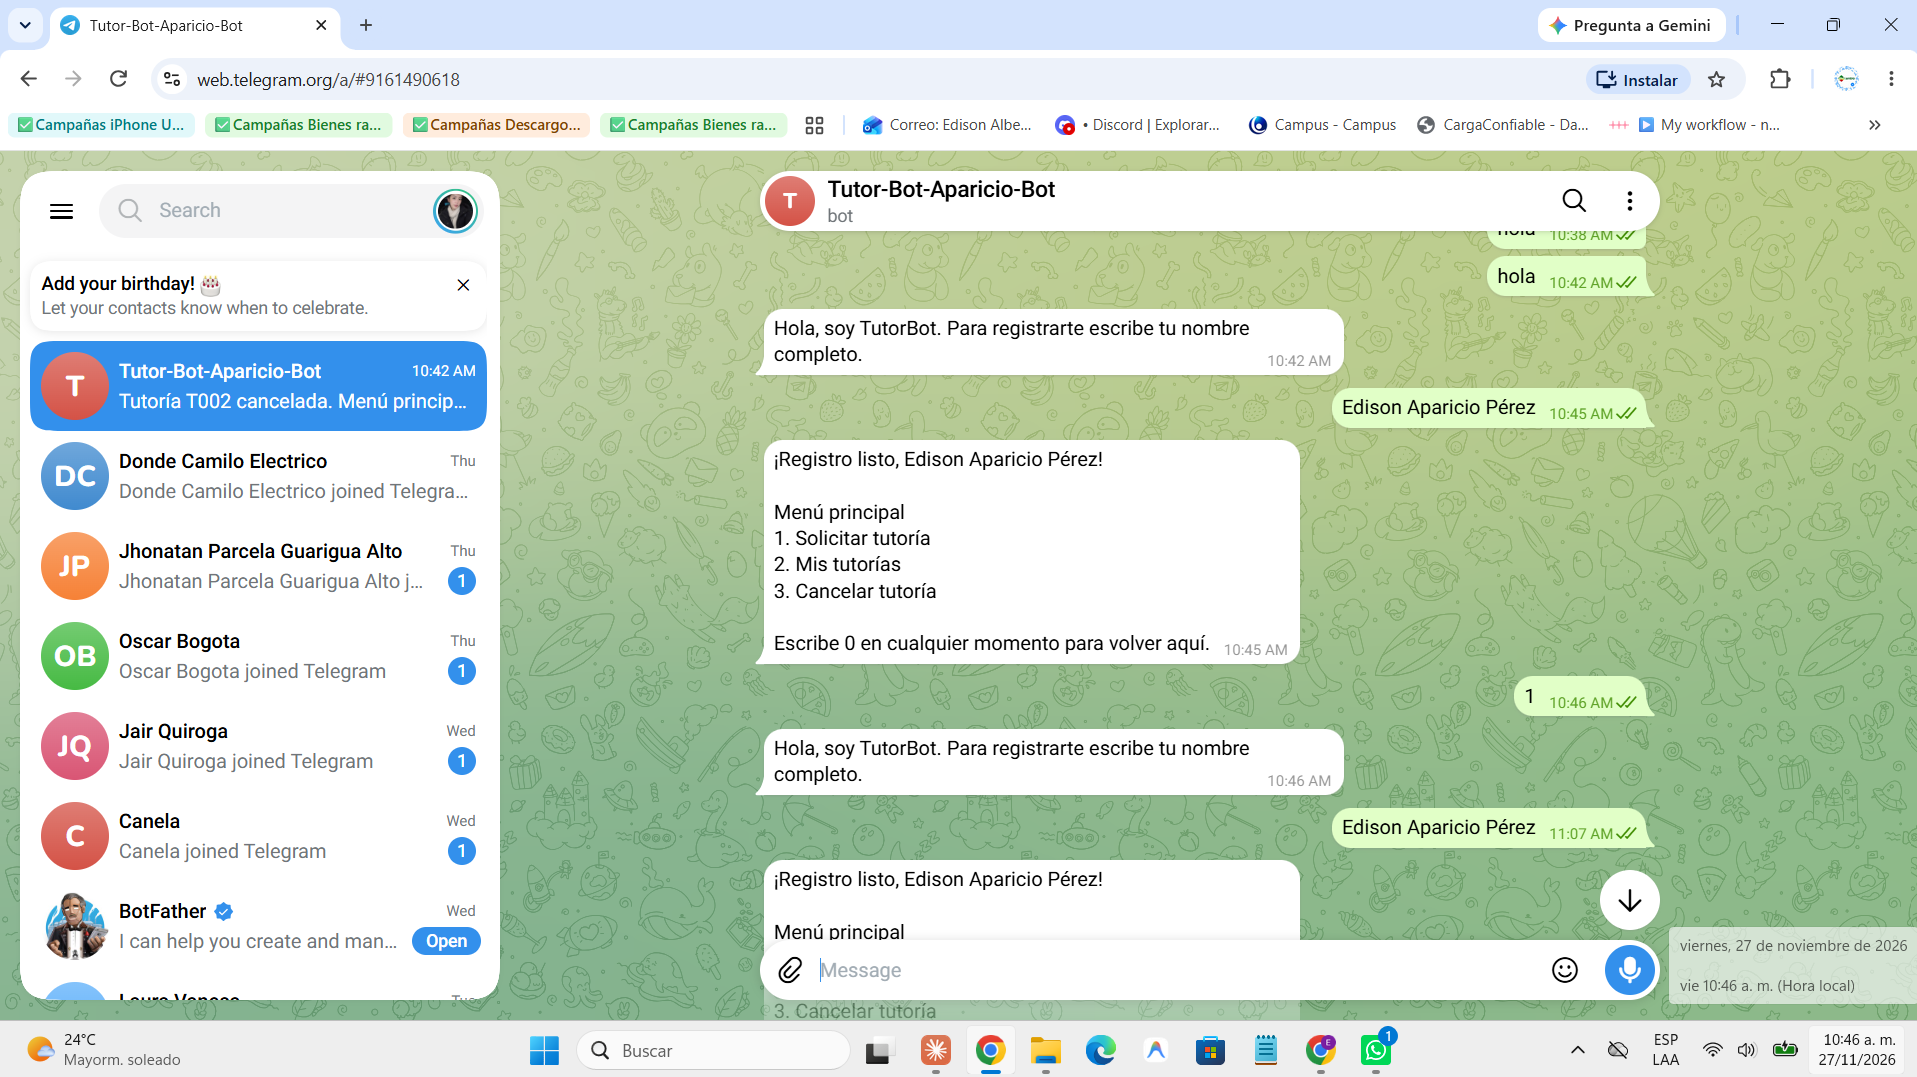 Tutor-Bot-Aparicio-Bot
Pregunta a Gemini
web.telegram.org/a/#9161490618
Instalar
Campañas iPhone U...
Campañas Bienes ra...
Campañas Descargo...
Campañas Bienes ra...
Correo: Edison Albe...
• Discord | Explorar...
Campus - Campus
CargaConfiable - Da...
My workflow - n...
Search
Add your birthday! 🎂
Let your contacts know when to celebrate.
T
Tutor-Bot-Aparicio-Bot
10:42 AM
Tutoría T002 cancelada. Menú princip...
DC
Donde Camilo Electrico
Thu
Donde Camilo Electrico joined Telegra...
JP
Jhonatan Parcela Guarigua Alto
Thu
Jhonatan Parcela Guarigua Alto j...
1
OB
Oscar Bogota
Thu
Oscar Bogota joined Telegram
1
JQ
Jair Quiroga
Wed
Jair Quiroga joined Telegram
1
C
Canela
Wed
Canela joined Telegram
1
BotFather
Wed
I can help you create and man...
Open
T
Tutor-Bot-Aparicio-Bot
bot
hola 10:38 AM
hola 10:42 AM
Hola, soy TutorBot. Para registrarte escribe tu nombre
completo.
10:42 AM
Edison Aparicio Pérez 10:45 AM
¡Registro listo, Edison Aparicio Pérez!
Menú principal
1. Solicitar tutoría
2. Mis tutorías
3. Cancelar tutoría
Escribe 0 en cualquier momento para volver aquí. 10:45 AM
1 10:46 AM
Hola, soy TutorBot. Para registrarte escribe tu nombre
completo.
10:46 AM
Edison Aparicio Pérez 11:07 AM
¡Registro listo, Edison Aparicio Pérez!
Menú principal
Message
3. Cancelar tutoría
viernes, 27 de noviembre de 2026
vie 10:46 a. m. (Hora local)
24°C
Mayorm. soleado
Buscar
E
1
ESP
LAA
10:46 a. m.
27/11/2026